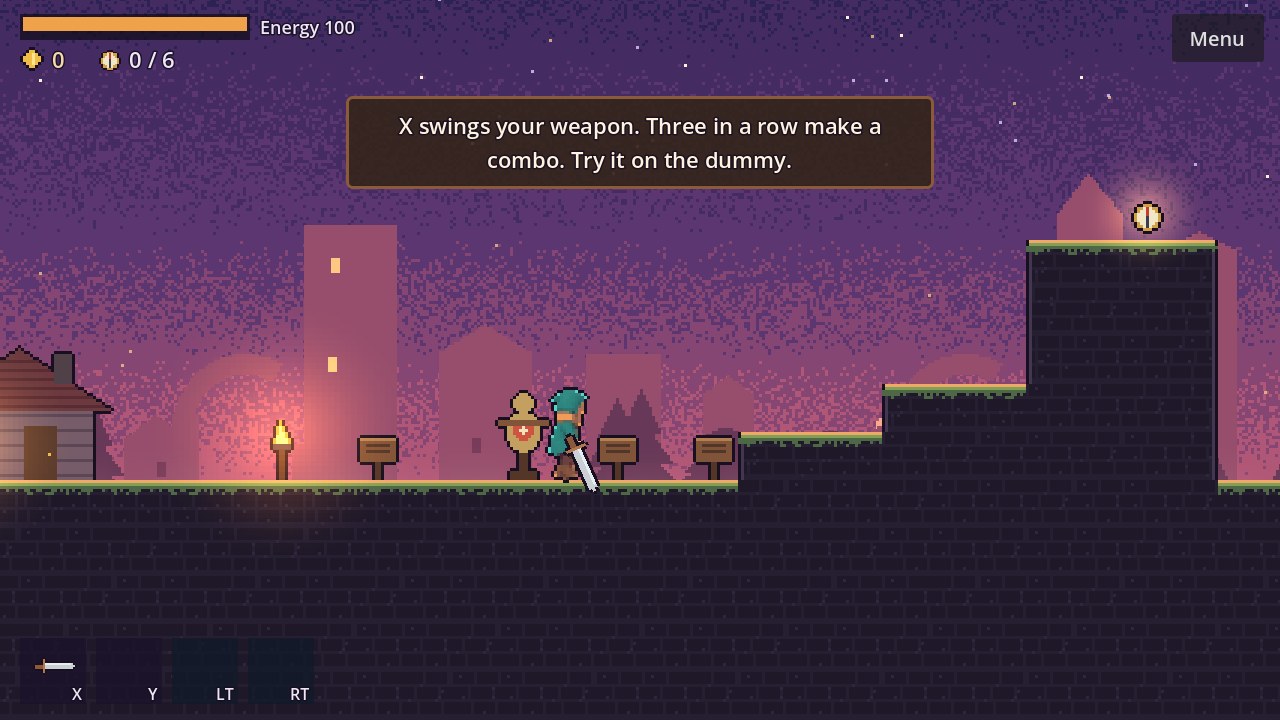 Energy 100
Menu
0
0 / 6
X swings your weapon. Three in a row make a
combo. Try it on the dummy.
X
Y
LT
RT